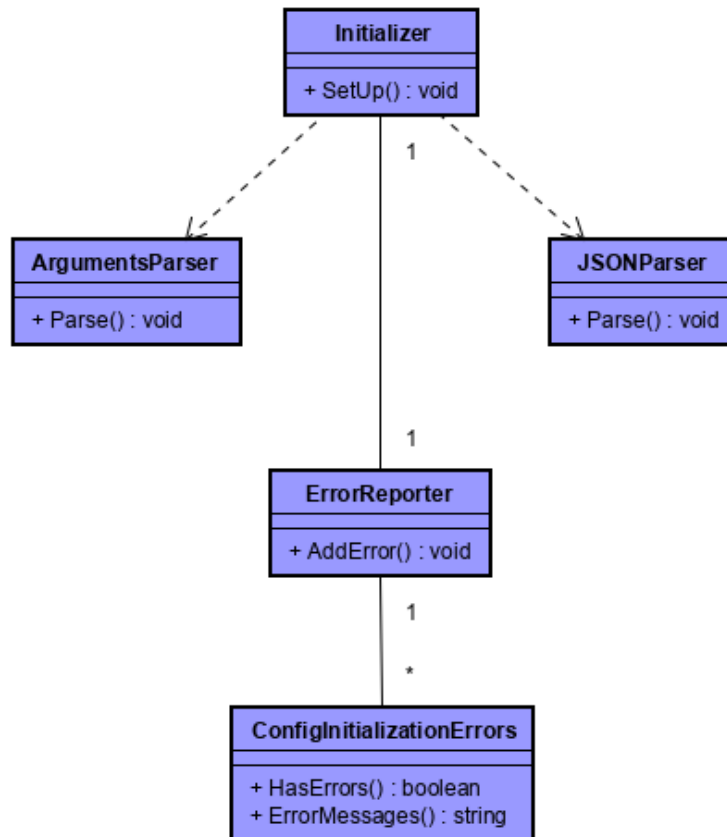 Initializer
+ SetUp() : void
1
ArgumentsParser
+ Parse() : void
JSONParser
+ Parse() : void
1
ErrorReporter
+ AddError() : void
1
*
ConfigInitializationErrors
+ HasErrors() : boolean
+ ErrorMessages() : string